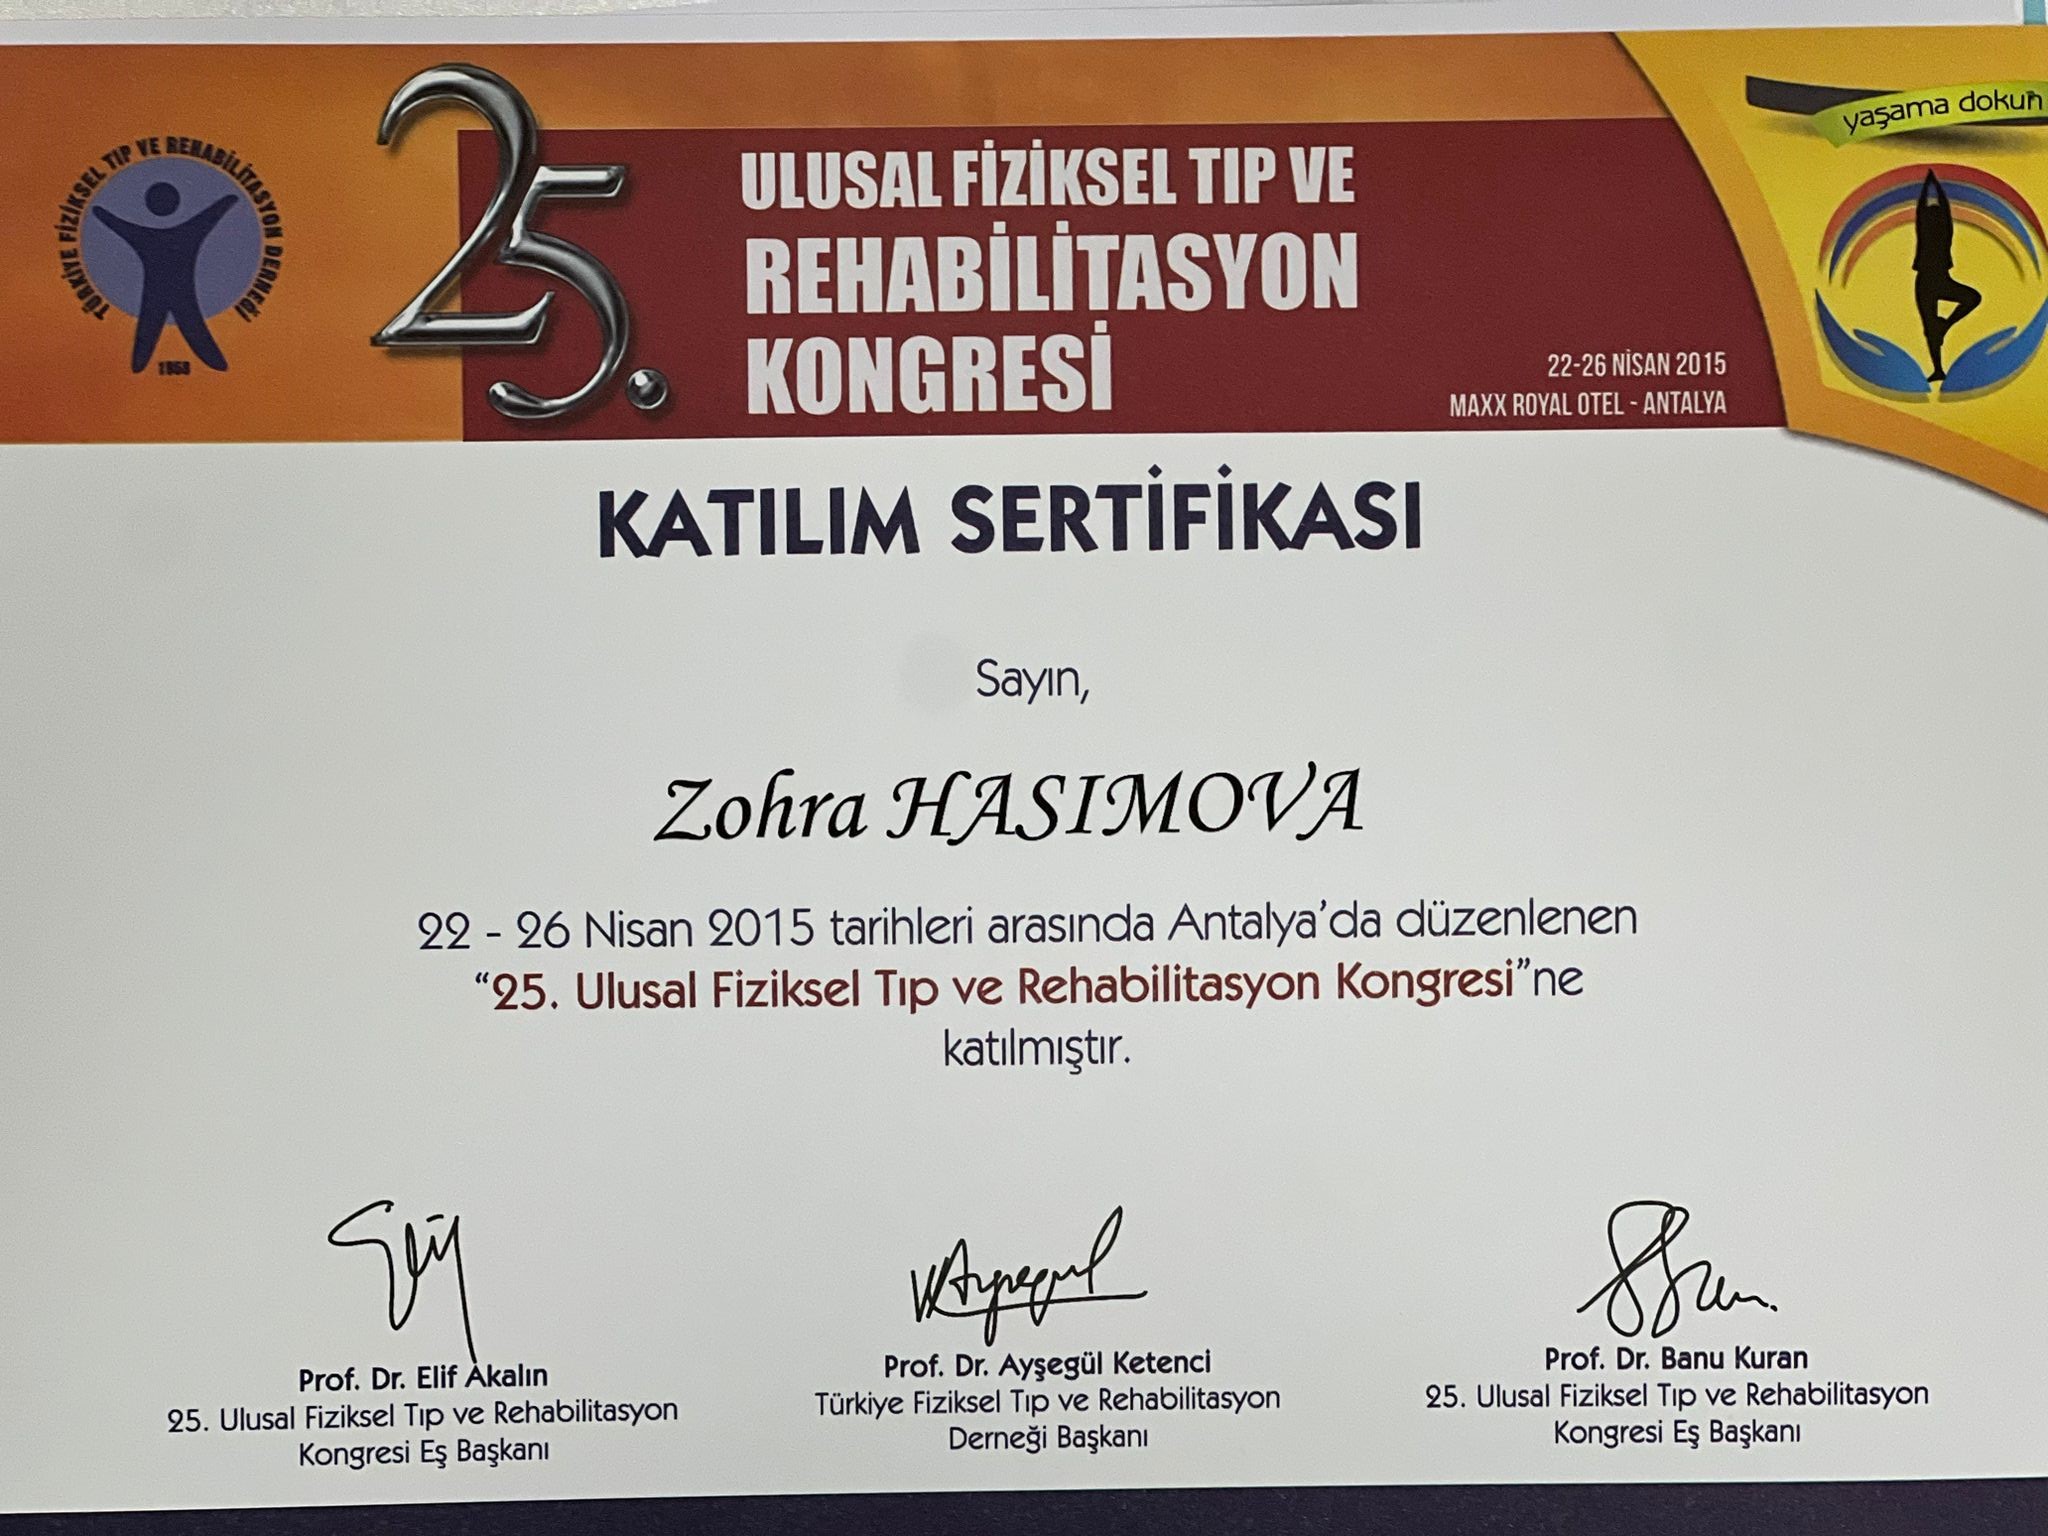 TÜRKİYE FİZİKSEL TIP VE REHABİLİTASYON DERNEĞİ
1958
25.
ULUSAL FİZİKSEL TIP VE
REHABİLİTASYON
KONGRESİ
22-26 NİSAN 2015
MAXX ROYAL OTEL - ANTALYA
yaşama dokun
KATILIM SERTİFİKASI
Sayın,
Zohra HASIMOVA
22 - 26 Nisan 2015 tarihleri arasında Antalya'da düzenlenen
“25. Ulusal Fiziksel Tıp ve Rehabilitasyon Kongresi”ne
katılmıştır.
Prof. Dr. Elif Akalın
25. Ulusal Fiziksel Tıp ve Rehabilitasyon
Kongresi Eş Başkanı
Prof. Dr. Ayşegül Ketenci
Türkiye Fiziksel Tıp ve Rehabilitasyon
Derneği Başkanı
Prof. Dr. Banu Kuran
25. Ulusal Fiziksel Tıp ve Rehabilitasyon
Kongresi Eş Başkanı